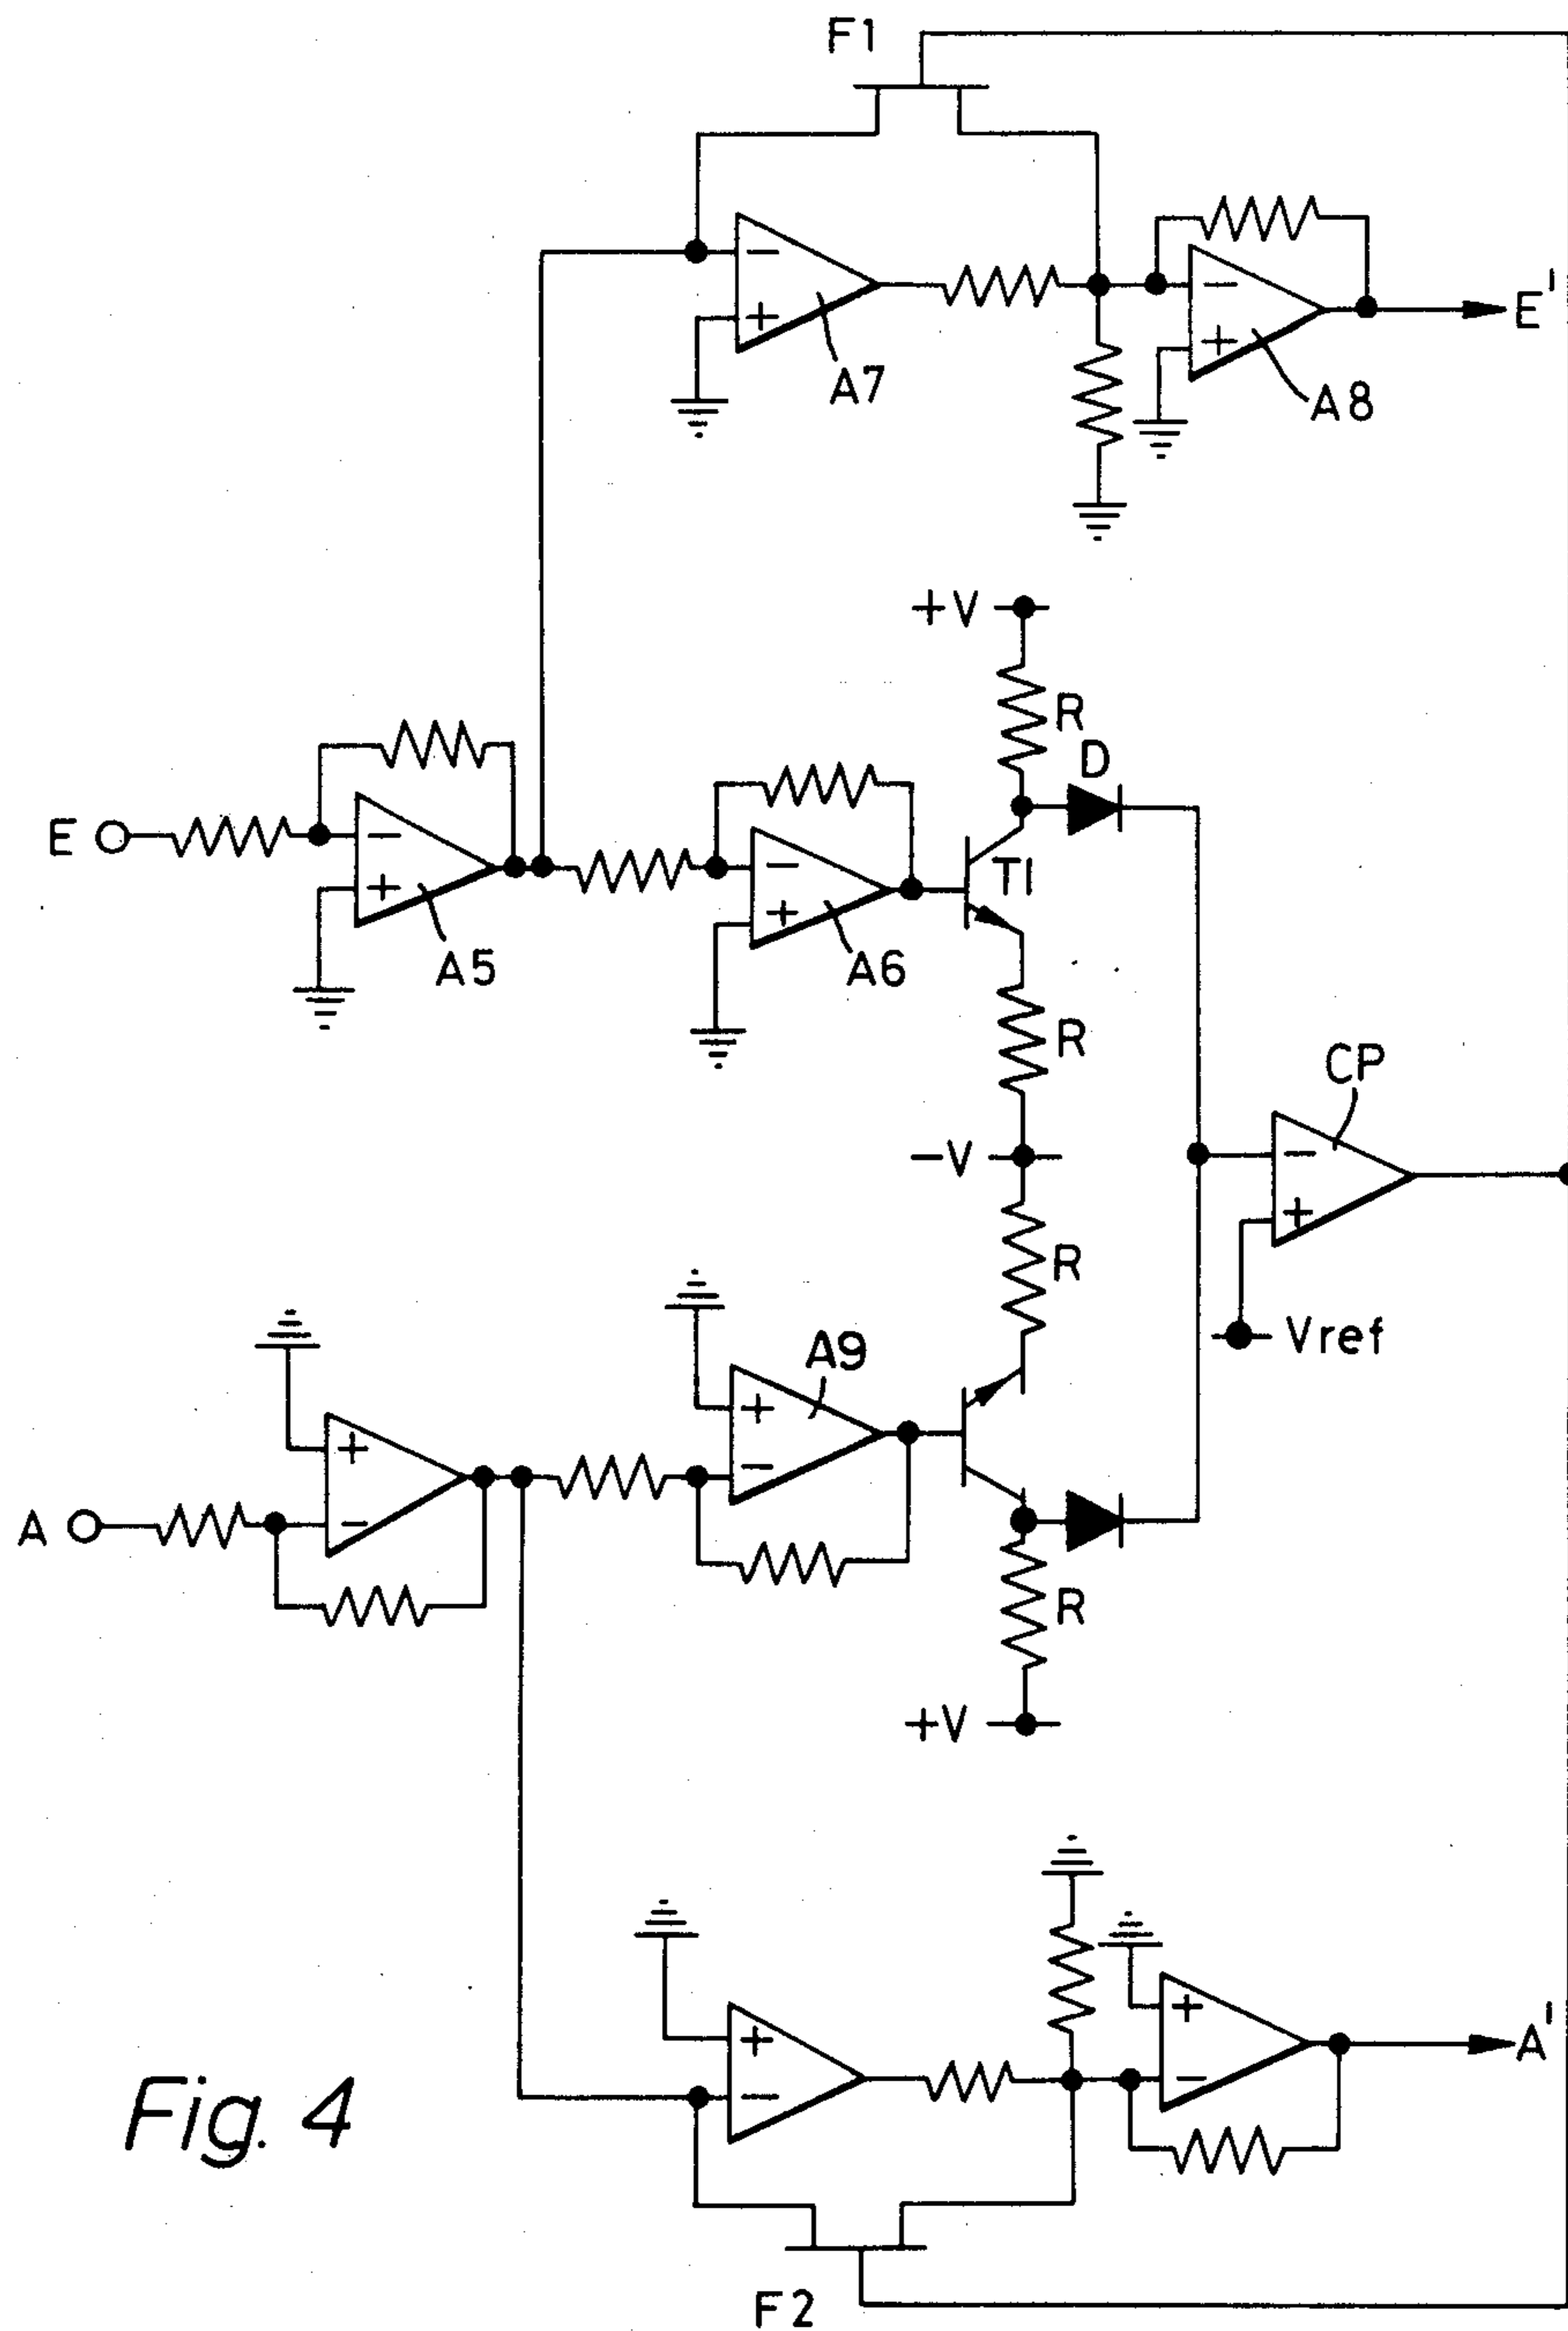 F1
− + A7
− + A8
E'
+V
R
D
E
− + A5
− + A6
T1
R
CP
−V
− +
R
Vref
A9
+ −
+ −
A
R
+V
+ −
+ −
A'
Fig. 4
F2